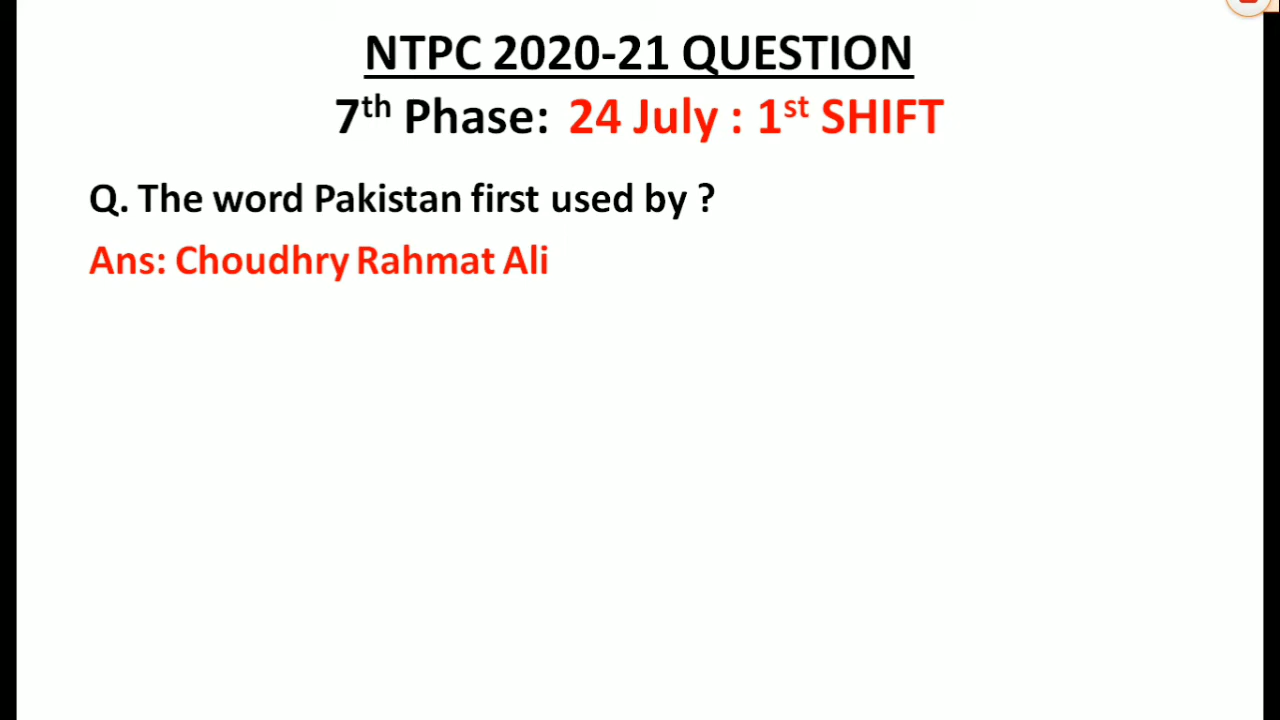 NTPC 2020-21 QUESTION
7th Phase: 24 July : 1st SHIFT
Q. The word Pakistan first used by ?
Ans: Choudhry Rahmat Ali